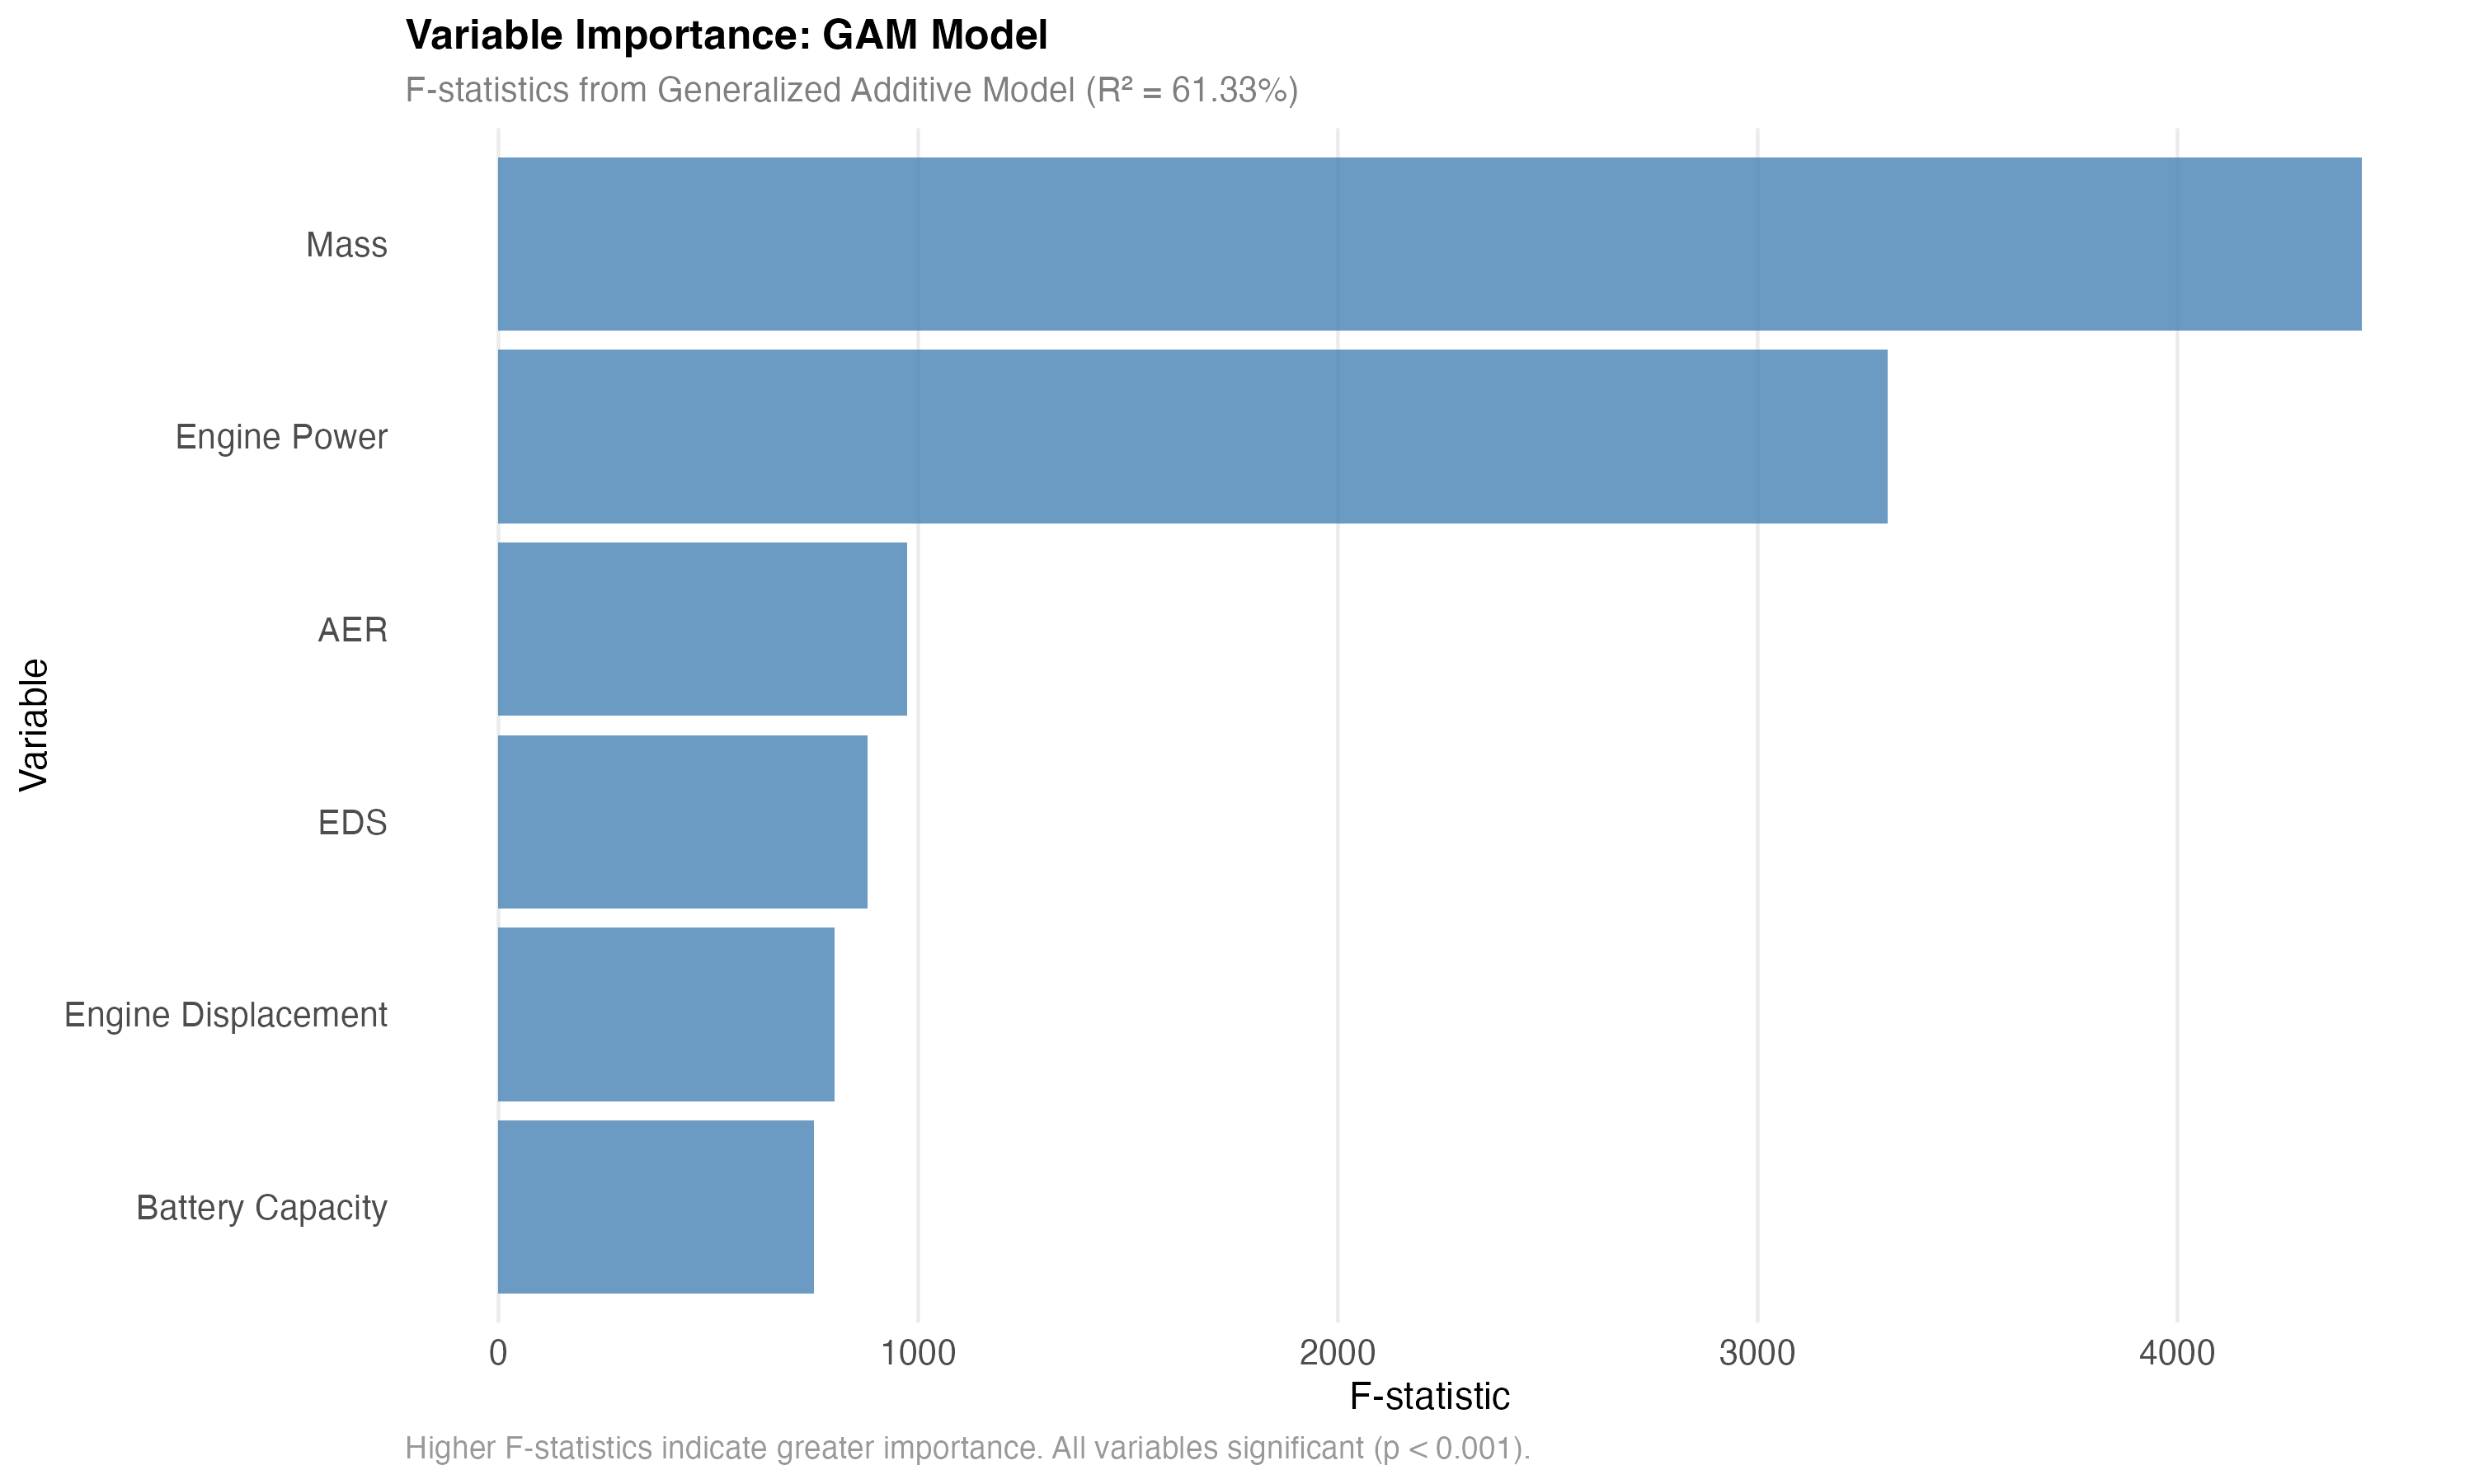 Variable Importance: GAM Model
F-statistics from Generalized Additive Model (R² = 61.33%)
Mass
Engine Power
AER
EDS
Engine Displacement
Battery Capacity
Variable
0 1000 2000 3000 4000
F-statistic
Higher F-statistics indicate greater importance. All variables significant (p < 0.001).